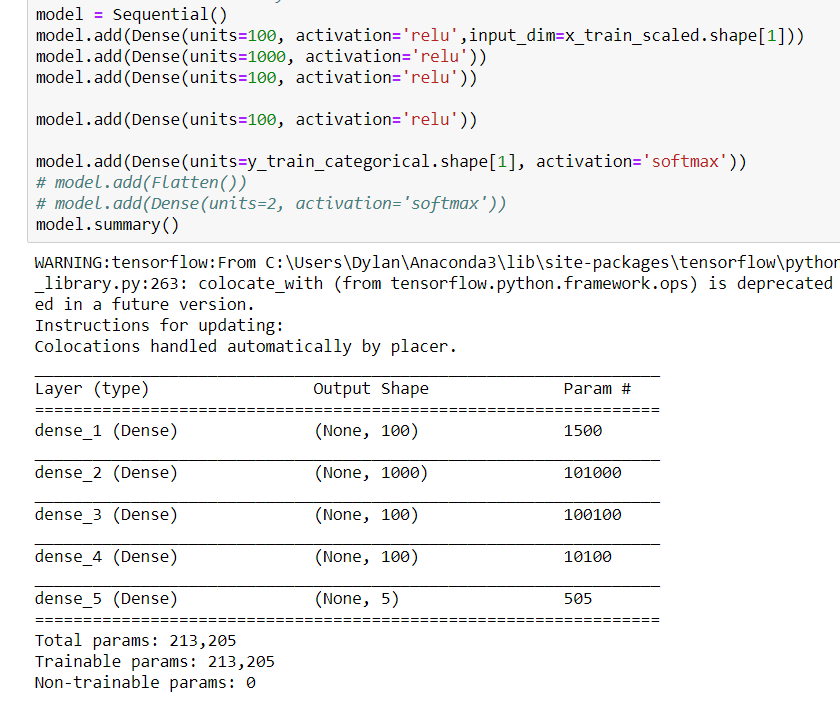 model = Sequential()
model.add(Dense(units=100, activation='relu',input_dim=x_train_scaled.shape[1]))
model.add(Dense(units=1000, activation='relu'))
model.add(Dense(units=100, activation='relu'))
model.add(Dense(units=100, activation='relu'))
model.add(Dense(units=y_train_categorical.shape[1], activation='softmax'))
# model.add(Flatten())
# model.add(Dense(units=2, activation='softmax'))
model.summary()
WARNING:tensorflow:From C:\Users\Dylan\Anaconda3\lib\site-packages\tensorflow\python
_library.py:263: colocate_with (from tensorflow.python.framework.ops) is deprecated
ed in a future version.
Instructions for updating:
Colocations handled automatically by placer.
_________________________________________________________________
Layer (type)                 Output Shape              Param #
=================================================================
dense_1 (Dense)              (None, 100)               1500
_________________________________________________________________
dense_2 (Dense)              (None, 1000)              101000
_________________________________________________________________
dense_3 (Dense)              (None, 100)               100100
_________________________________________________________________
dense_4 (Dense)              (None, 100)               10100
_________________________________________________________________
dense_5 (Dense)              (None, 5)                 505
=================================================================
Total params: 213,205
Trainable params: 213,205
Non-trainable params: 0